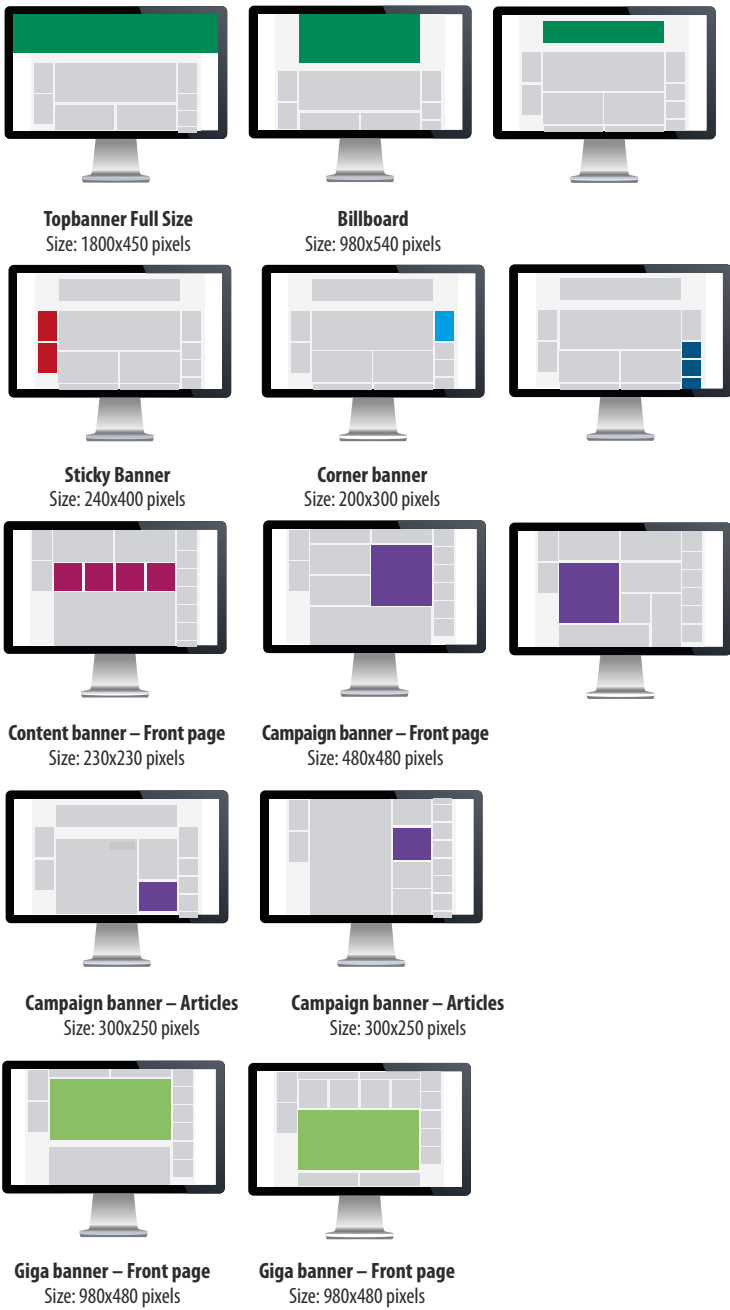 Topbanner Full Size
Size: 1800x450 pixels
Billboard
Size: 980x540 pixels
Sticky Banner
Size: 240x400 pixels
Corner banner
Size: 200x300 pixels
Content banner – Front page
Size: 230x230 pixels
Campaign banner – Front page
Size: 480x480 pixels
Campaign banner – Articles
Size: 300x250 pixels
Campaign banner – Articles
Size: 300x250 pixels
Giga banner – Front page
Size: 980x480 pixels
Giga banner – Front page
Size: 980x480 pixels